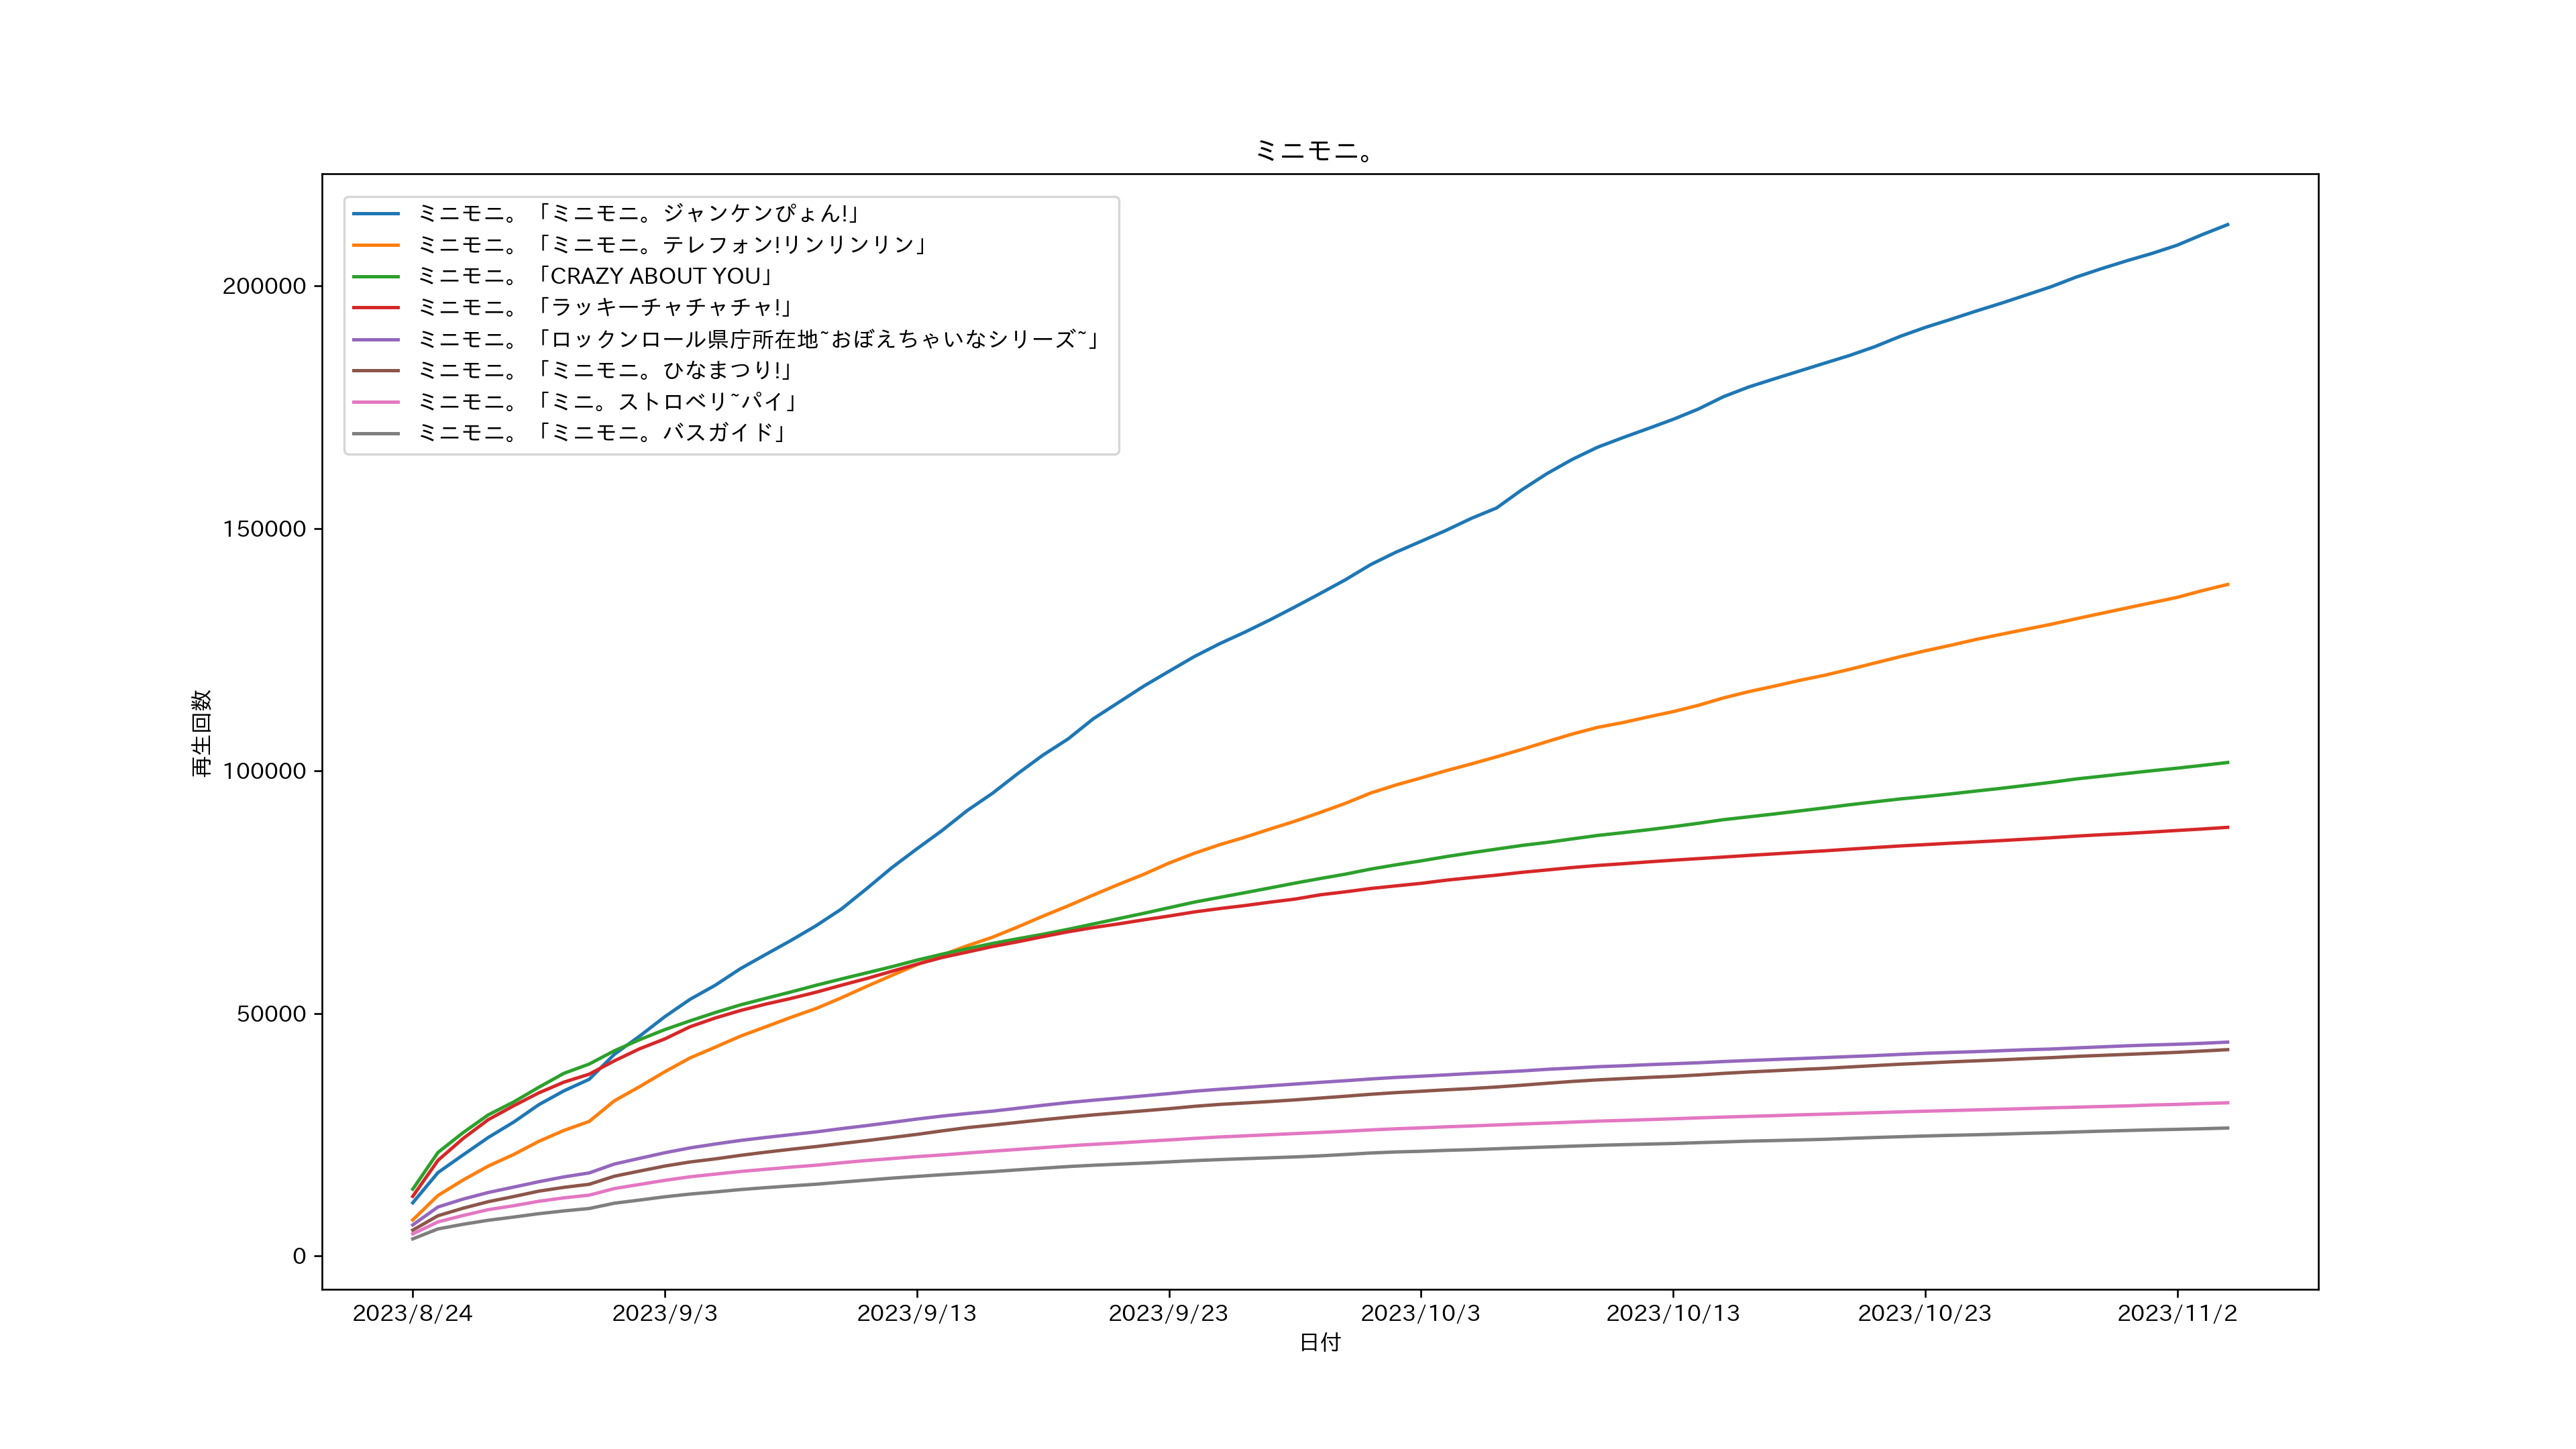 ミニモニ。
ミニモニ。「ミニモニ。ジャンケンぴょん!」
ミニモニ。「ミニモニ。テレフォン!リンリンリン」
ミニモニ。「CRAZY ABOUT YOU」
ミニモニ。「ラッキーチャチャチャ!」
ミニモニ。「ロックンロール県庁所在地~おぼえちゃいなシリーズ~」
ミニモニ。「ミニモニ。ひなまつり!」
ミニモニ。「ミニ。ストロベリ~パイ」
ミニモニ。「ミニモニ。バスガイド」
200000
150000
100000
50000
0
再生回数
2023/8/24 2023/9/3 2023/9/13 2023/9/23 2023/10/3 2023/10/13 2023/10/23 2023/11/2
日付